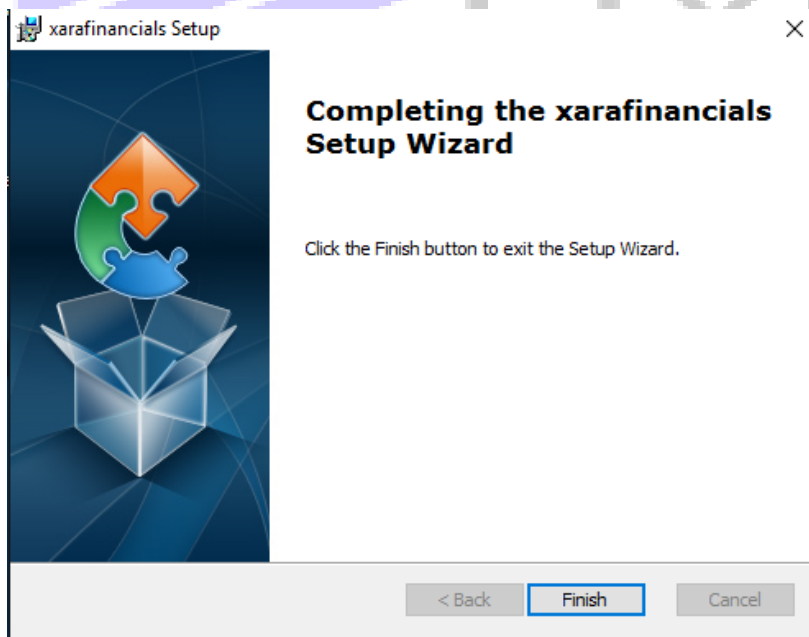 xarafinancials Setup
Completing the xarafinancials
Setup Wizard
Click the Finish button to exit the Setup Wizard.
< Back
Finish
Cancel